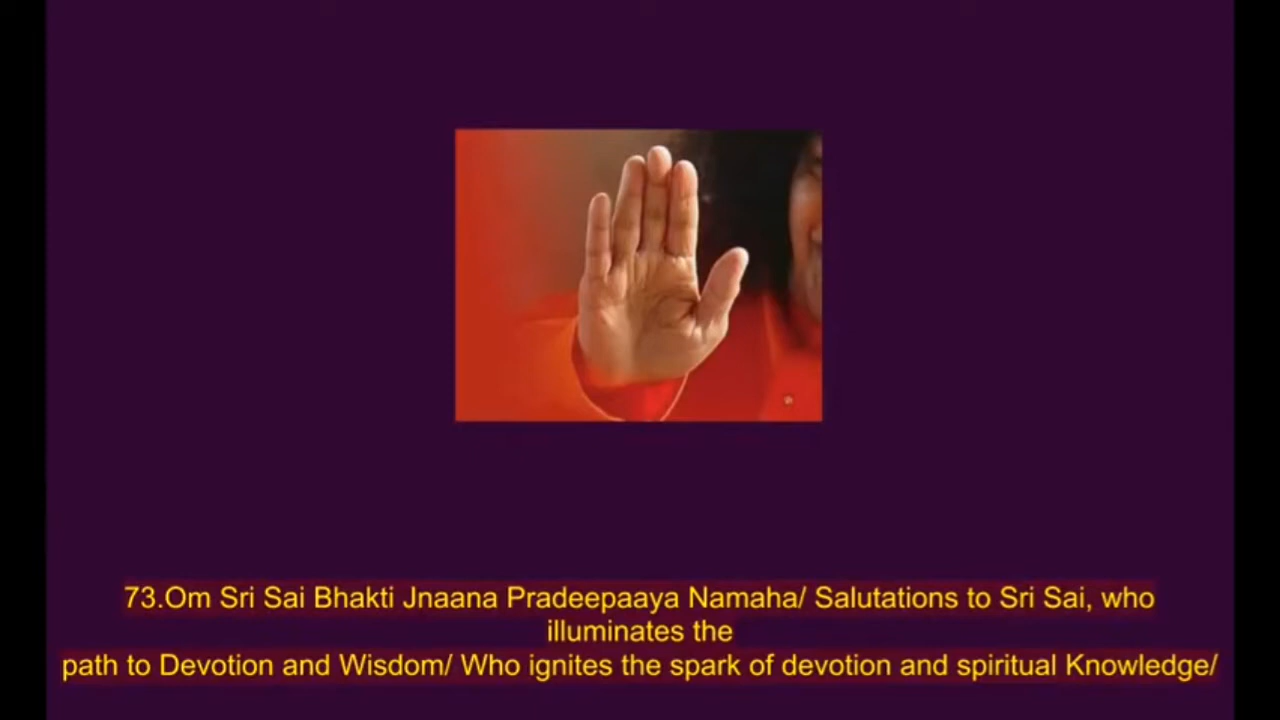 73.Om Sri Sai Bhakti Jnaana Pradeepaaya Namaha/ Salutations to Sri Sai, who
illuminates the
path to Devotion and Wisdom/ Who ignites the spark of devotion and spiritual Knowledge/